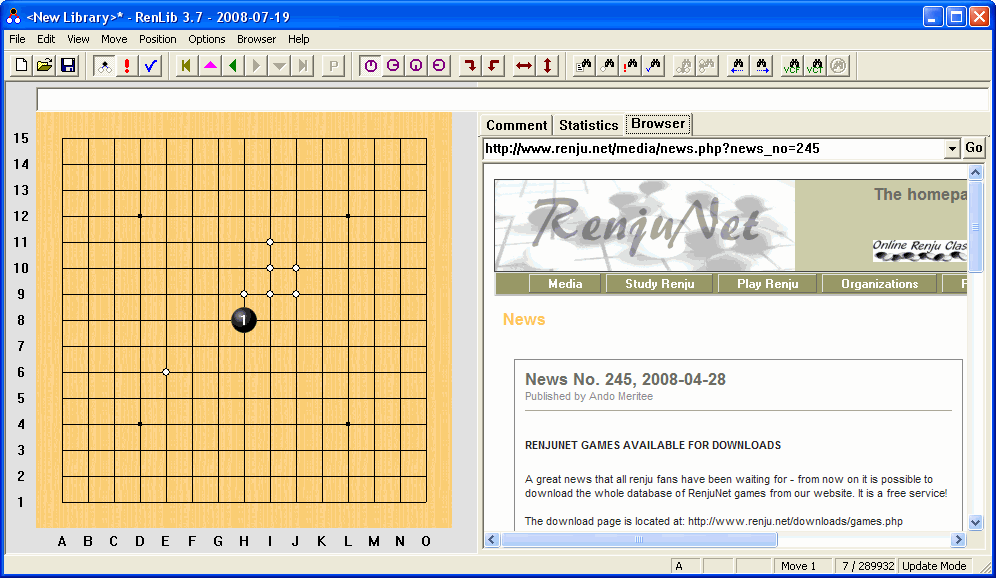 <New Library>* - RenLib 3.7 - 2008-07-19
File Edit View Move Position Options Browser Help
P
Comment Statistics Browser
http://www.renju.net/media/news.php?news_no=245 Go
RenjuNet
The homepa
Online Renju Clas
Media Study Renju Play Renju Organizations
News
News No. 245, 2008-04-28
Published by Ando Meritee
RENJUNET GAMES AVAILABLE FOR DOWNLOADS
A great news that all renju fans have been waiting for - from now on it is possible to
download the whole database of RenjuNet games from our website. It is a free service!
The download page is located at: http://www.renju.net/downloads/games.php
15
14
13
12
11
10
9
8
1
7
6
5
4
3
2
1
A B C D E F G H I J K L M N O
A
Move 1
7 / 289932
Update Mode